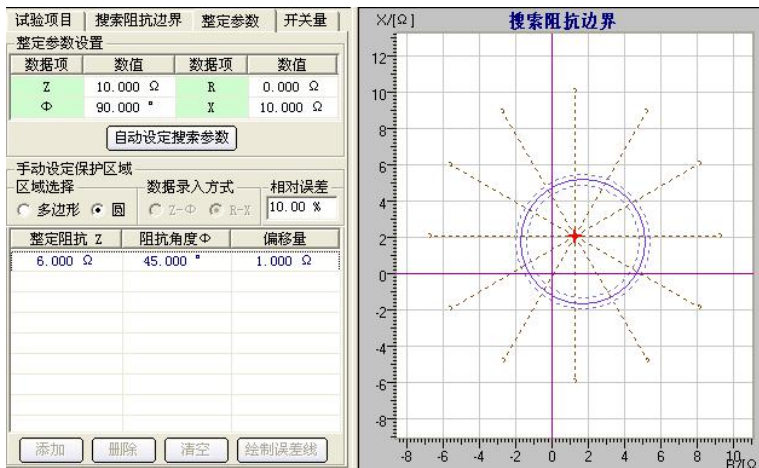 试验项目 搜索阻抗边界 整定参数 开关量
整定参数设置
数据项 数值 数据项 数值
Z 10.000 Ω R 0.000 Ω
Φ 90.000 ° X 10.000 Ω
自动设定搜索参数
手动设定保护区域
区域选择 数据录入方式 相对误差
多边形 圆 Z-Φ R-X 10.00 %
整定阻抗 Z 阻抗角度Φ 偏移量
6.000 Ω 45.000 ° 1.000 Ω
添加 删除 清空 绘制误差线
X/[Ω] 搜索阻抗边界
12
10
8
6
4
2
0
-2
-4
-6
-8
-8 -6 -4 -2 0 2 4 6 8 10
R/[Ω